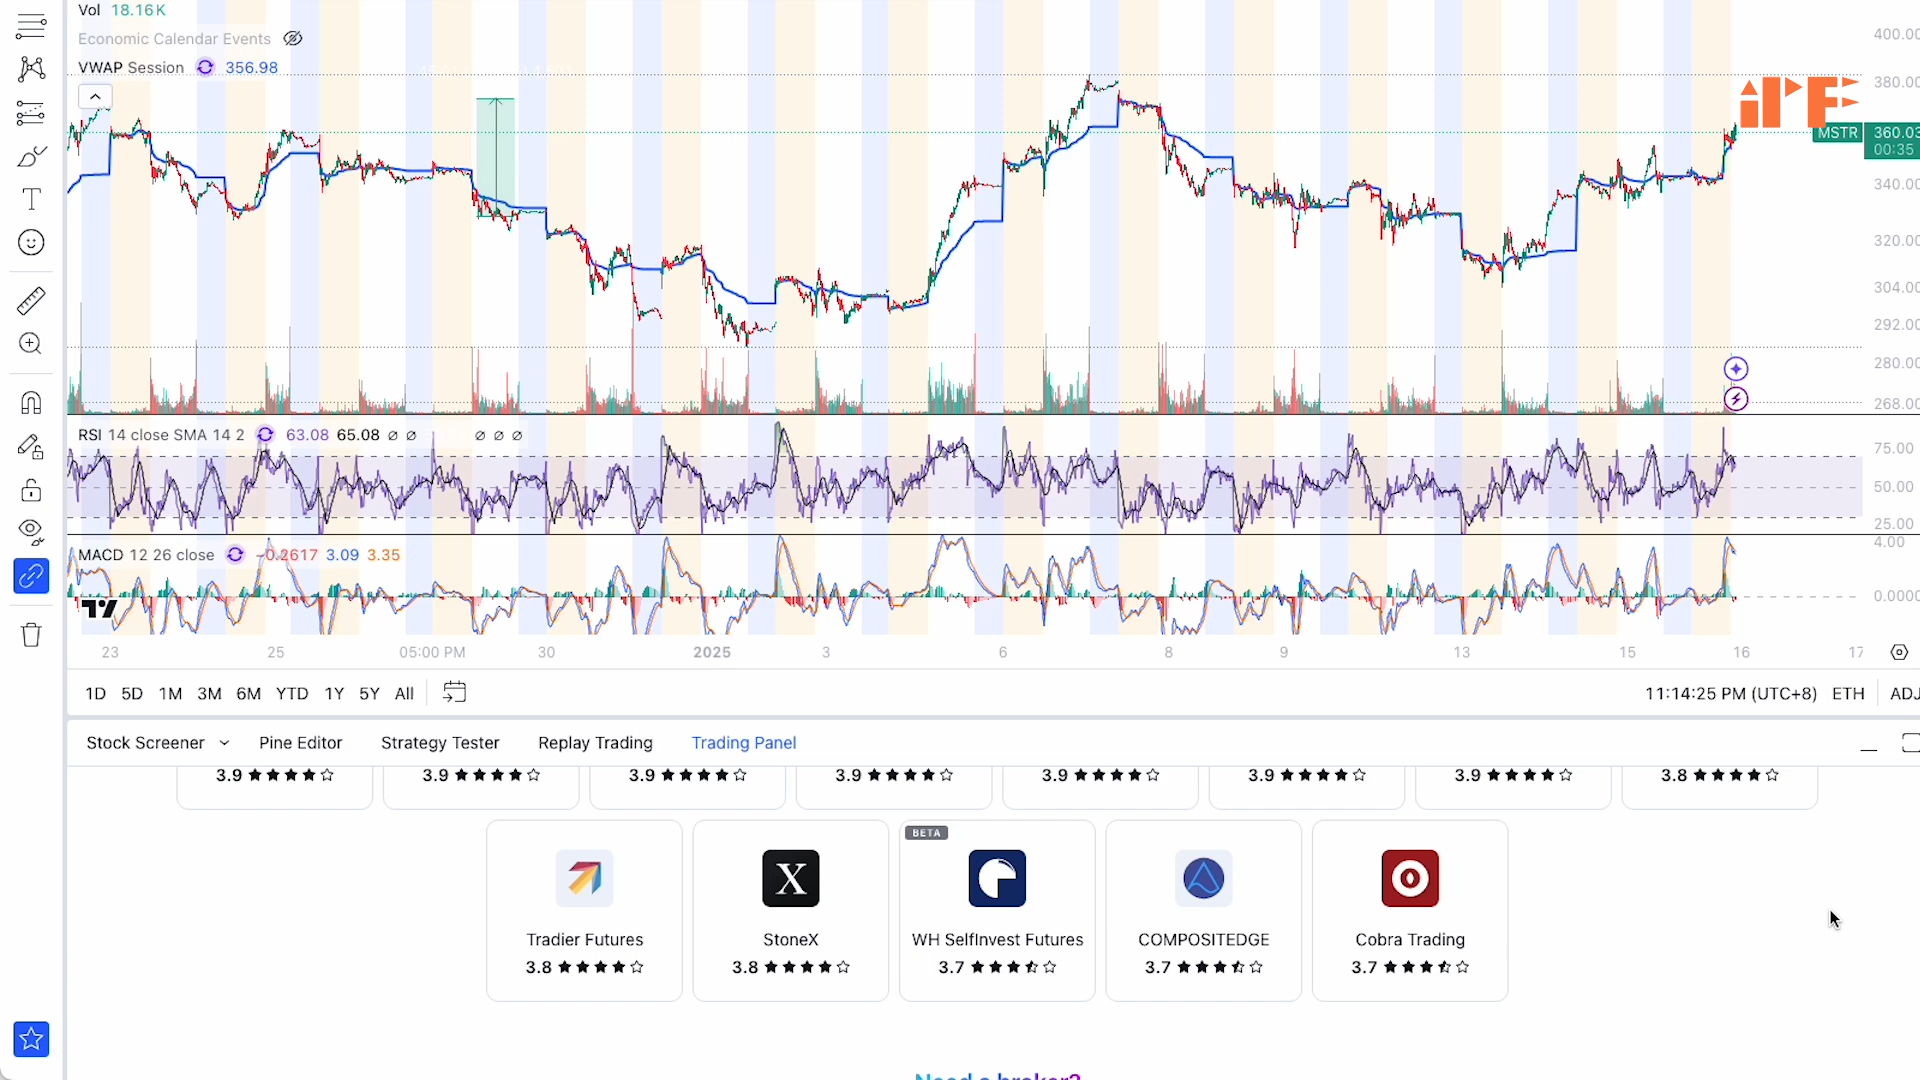 Vol 18.16K
Economic Calendar Events
VWAP Session 356.98
RSI 14 close SMA 14 2 63.08 65.08 ∅ ∅ ∅ ∅ ∅
MACD 12 26 close −0.2617 3.09 3.35
400.00
380.00
MSTR 360.03
00:35
340.00
320.00
304.00
292.00
280.00
268.00
75.00
50.00
25.00
4.00
0.0000
23 25 05:00 PM 30 2025 3 6 8 9 13 15 16 17
1D 5D 1M 3M 6M YTD 1Y 5Y All 11:14:25 PM (UTC+8) ETH ADJ
Stock Screener Pine Editor Strategy Tester Replay Trading Trading Panel
3.9 ★★★★☆ 3.9 ★★★★☆ 3.9 ★★★★☆ 3.9 ★★★★☆ 3.9 ★★★★☆ 3.9 ★★★★☆ 3.9 ★★★★☆ 3.8 ★★★★☆
BETA
X
Tradier Futures StoneX WH SelfInvest Futures COMPOSITEDGE Cobra Trading
3.8 3.8 3.7 3.7 3.7
Need a broker?